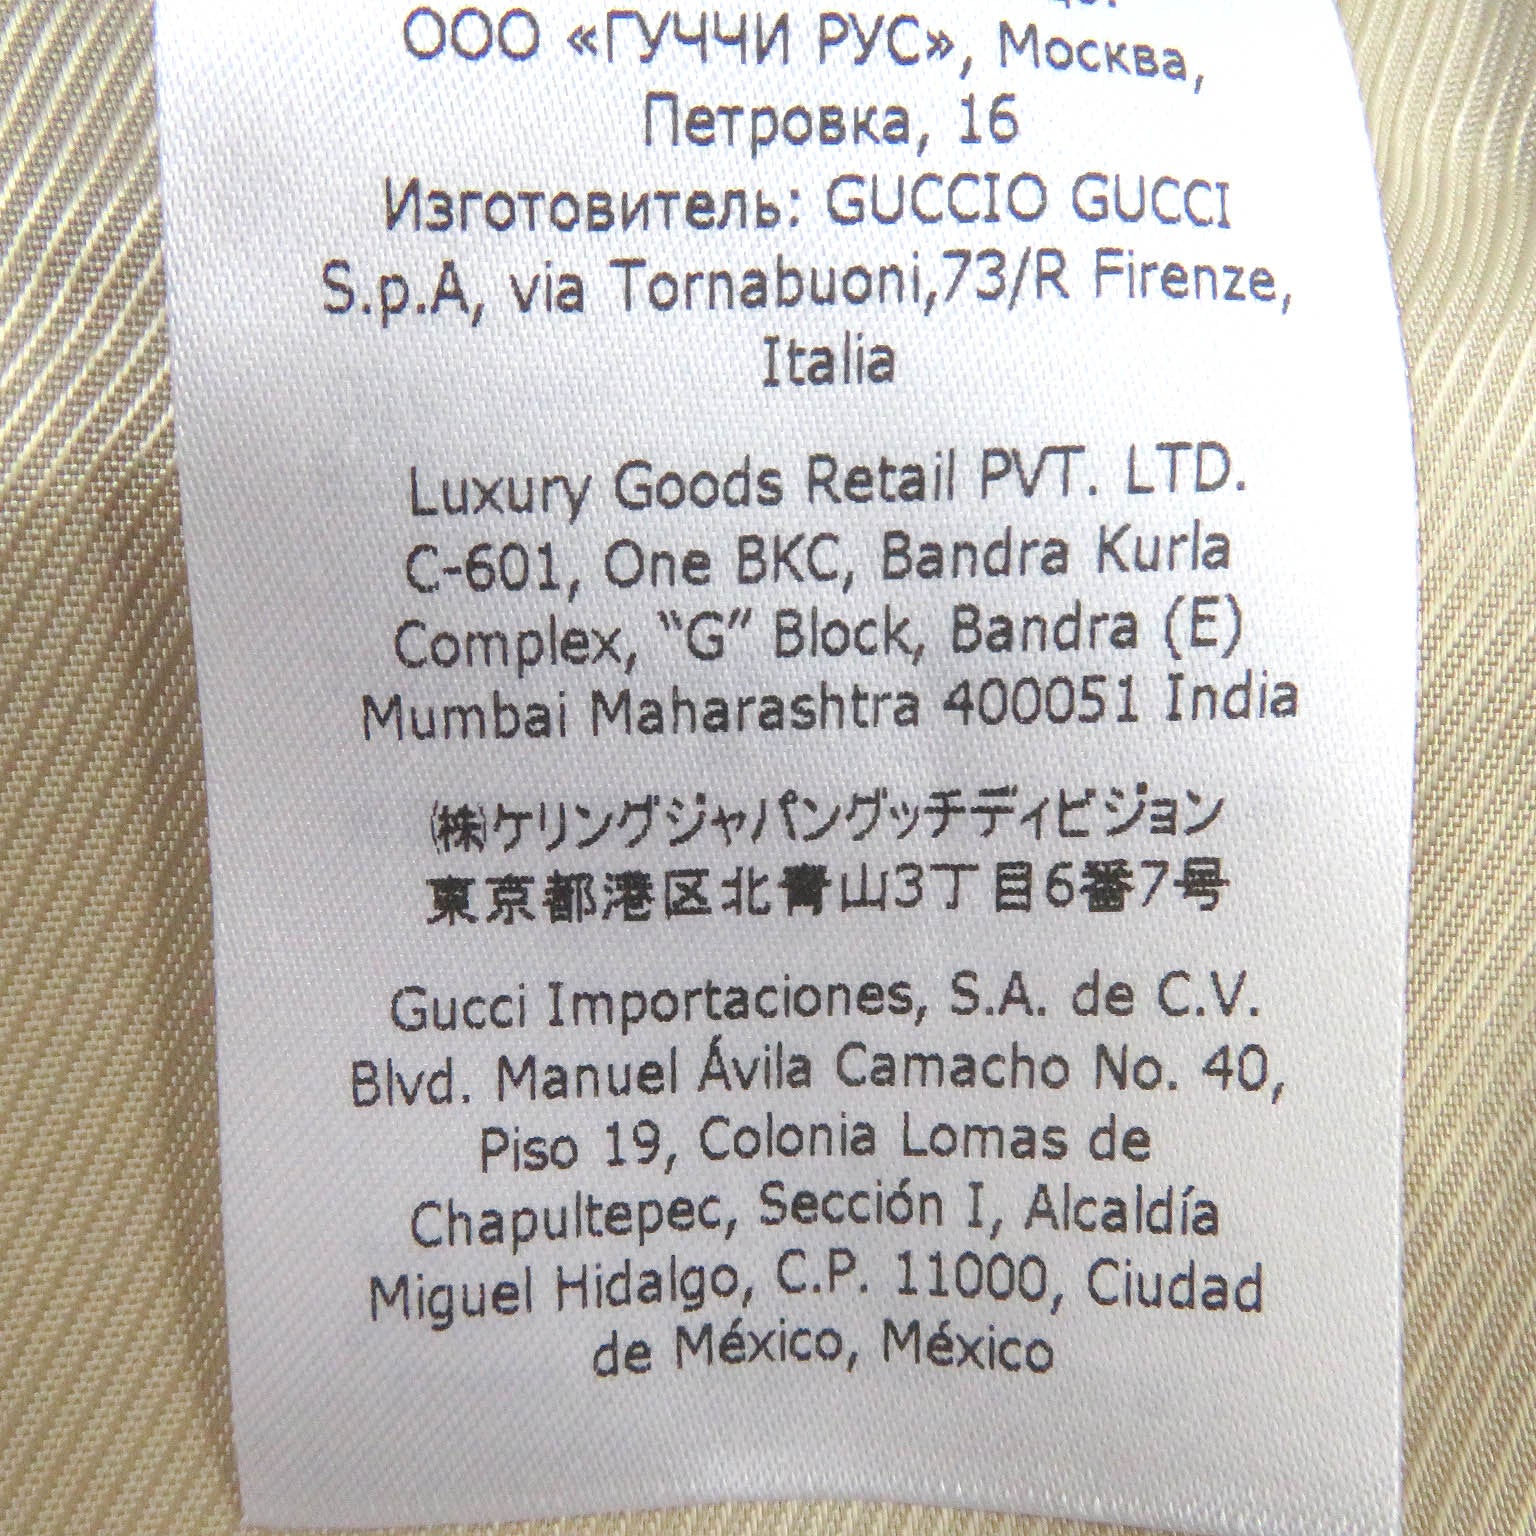 ООО «ГУЧЧИ РУС», Москва,
Петровка, 16
Изготовитель: GUCCIO GUCCI
S.p.A, via Tornabuoni,73/R Firenze,
Italia
Luxury Goods Retail PVT. LTD.
C-601, One BKC, Bandra Kurla
Complex, “G” Block, Bandra (E)
Mumbai Maharashtra 400051 India
㈱ケリングジャパングッチディビジョン
東京都港区北青山3丁目6番7号
Gucci Importaciones, S.A. de C.V.
Blvd. Manuel Ávila Camacho No. 40,
Piso 19, Colonia Lomas de
Chapultepec, Sección I, Alcaldía
Miguel Hidalgo, C.P. 11000, Ciudad
de México, México